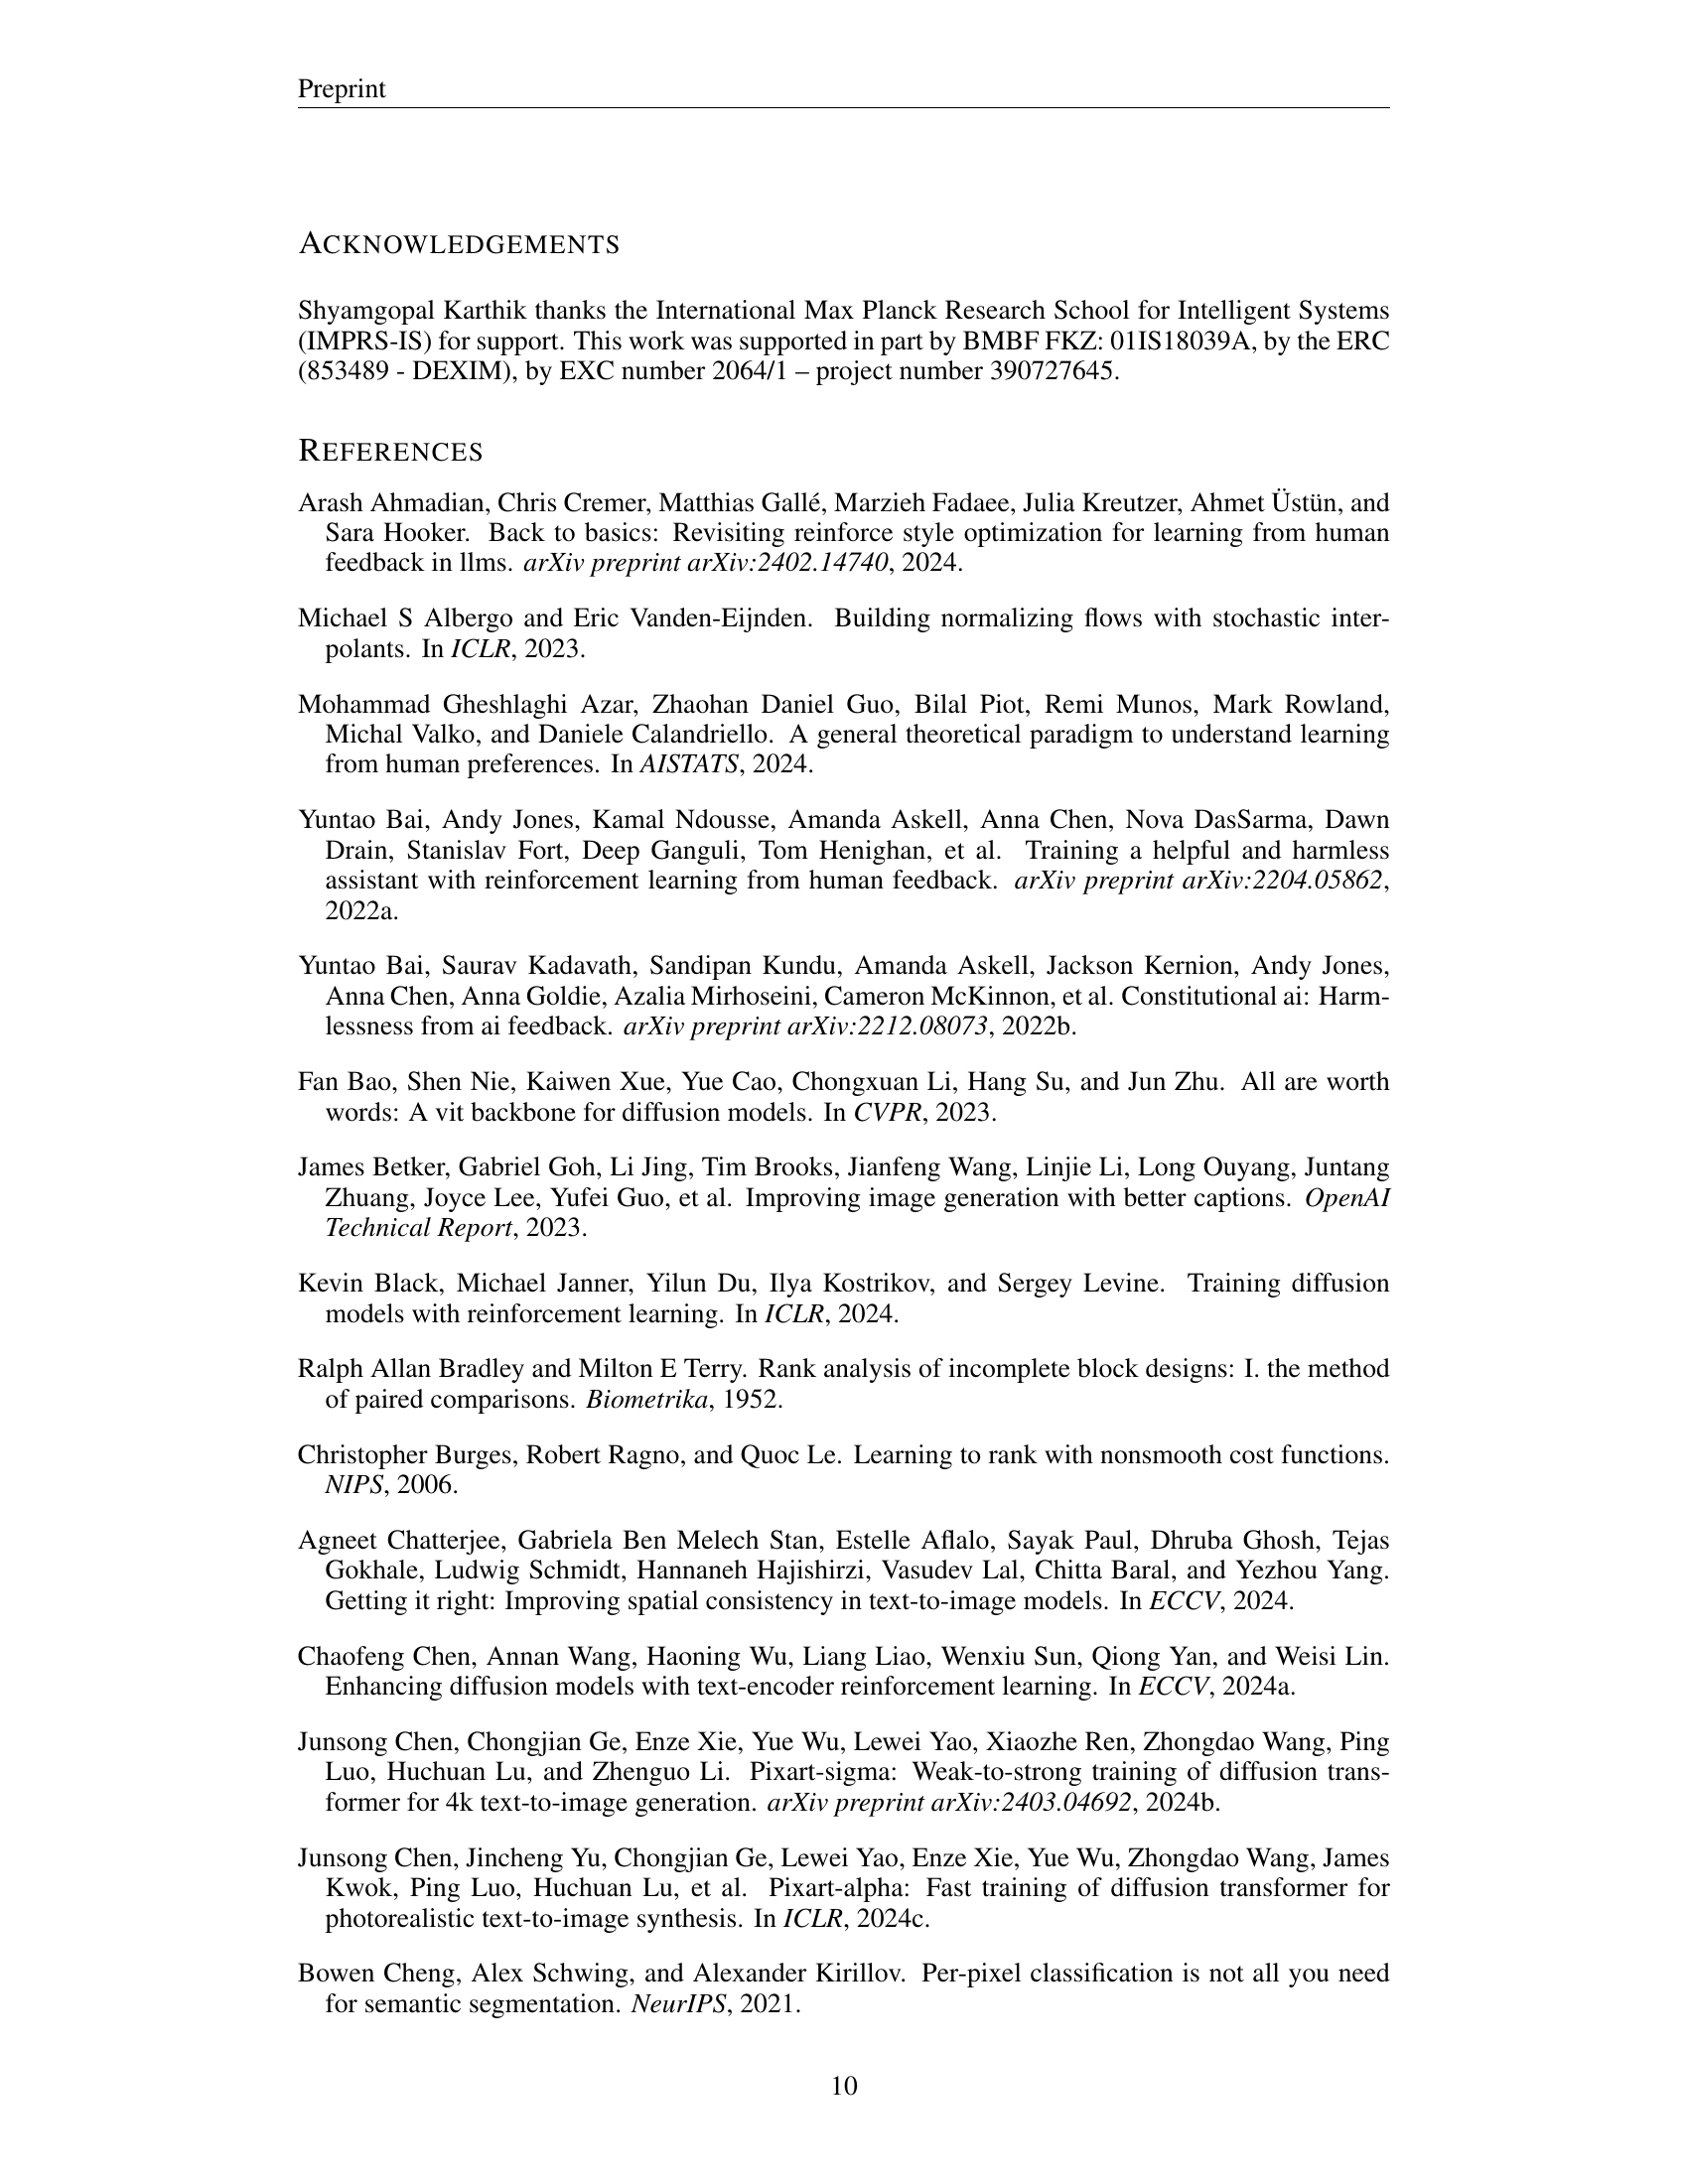 Preprint
ACKNOWLEDGEMENTS
Shyamgopal Karthik thanks the International Max Planck Research School for Intelligent Systems
(IMPRS-IS) for support. This work was supported in part by BMBF FKZ: 01IS18039A, by the ERC
(853489 - DEXIM), by EXC number 2064/1 – project number 390727645.
REFERENCES
Arash Ahmadian, Chris Cremer, Matthias Gallé, Marzieh Fadaee, Julia Kreutzer, Ahmet Üstün, and
Sara Hooker. Back to basics: Revisiting reinforce style optimization for learning from human
feedback in llms. arXiv preprint arXiv:2402.14740, 2024.
Michael S Albergo and Eric Vanden-Eijnden. Building normalizing flows with stochastic inter-
polants. In ICLR, 2023.
Mohammad Gheshlaghi Azar, Zhaohan Daniel Guo, Bilal Piot, Remi Munos, Mark Rowland,
Michal Valko, and Daniele Calandriello. A general theoretical paradigm to understand learning
from human preferences. In AISTATS, 2024.
Yuntao Bai, Andy Jones, Kamal Ndousse, Amanda Askell, Anna Chen, Nova DasSarma, Dawn
Drain, Stanislav Fort, Deep Ganguli, Tom Henighan, et al. Training a helpful and harmless
assistant with reinforcement learning from human feedback. arXiv preprint arXiv:2204.05862,
2022a.
Yuntao Bai, Saurav Kadavath, Sandipan Kundu, Amanda Askell, Jackson Kernion, Andy Jones,
Anna Chen, Anna Goldie, Azalia Mirhoseini, Cameron McKinnon, et al. Constitutional ai: Harm-
lessness from ai feedback. arXiv preprint arXiv:2212.08073, 2022b.
Fan Bao, Shen Nie, Kaiwen Xue, Yue Cao, Chongxuan Li, Hang Su, and Jun Zhu. All are worth
words: A vit backbone for diffusion models. In CVPR, 2023.
James Betker, Gabriel Goh, Li Jing, Tim Brooks, Jianfeng Wang, Linjie Li, Long Ouyang, Juntang
Zhuang, Joyce Lee, Yufei Guo, et al. Improving image generation with better captions. OpenAI
Technical Report, 2023.
Kevin Black, Michael Janner, Yilun Du, Ilya Kostrikov, and Sergey Levine. Training diffusion
models with reinforcement learning. In ICLR, 2024.
Ralph Allan Bradley and Milton E Terry. Rank analysis of incomplete block designs: I. the method
of paired comparisons. Biometrika, 1952.
Christopher Burges, Robert Ragno, and Quoc Le. Learning to rank with nonsmooth cost functions.
NIPS, 2006.
Agneet Chatterjee, Gabriela Ben Melech Stan, Estelle Aflalo, Sayak Paul, Dhruba Ghosh, Tejas
Gokhale, Ludwig Schmidt, Hannaneh Hajishirzi, Vasudev Lal, Chitta Baral, and Yezhou Yang.
Getting it right: Improving spatial consistency in text-to-image models. In ECCV, 2024.
Chaofeng Chen, Annan Wang, Haoning Wu, Liang Liao, Wenxiu Sun, Qiong Yan, and Weisi Lin.
Enhancing diffusion models with text-encoder reinforcement learning. In ECCV, 2024a.
Junsong Chen, Chongjian Ge, Enze Xie, Yue Wu, Lewei Yao, Xiaozhe Ren, Zhongdao Wang, Ping
Luo, Huchuan Lu, and Zhenguo Li. Pixart-sigma: Weak-to-strong training of diffusion trans-
former for 4k text-to-image generation. arXiv preprint arXiv:2403.04692, 2024b.
Junsong Chen, Jincheng Yu, Chongjian Ge, Lewei Yao, Enze Xie, Yue Wu, Zhongdao Wang, James
Kwok, Ping Luo, Huchuan Lu, et al. Pixart-alpha: Fast training of diffusion transformer for
photorealistic text-to-image synthesis. In ICLR, 2024c.
Bowen Cheng, Alex Schwing, and Alexander Kirillov. Per-pixel classification is not all you need
for semantic segmentation. NeurIPS, 2021.
10